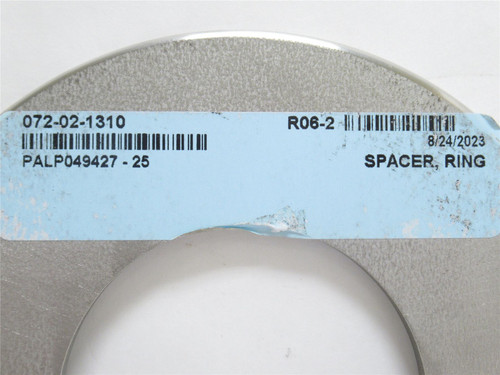 072-02-1310 R06-2
8/24/2023
PALP049427 - 25 SPACER, RING